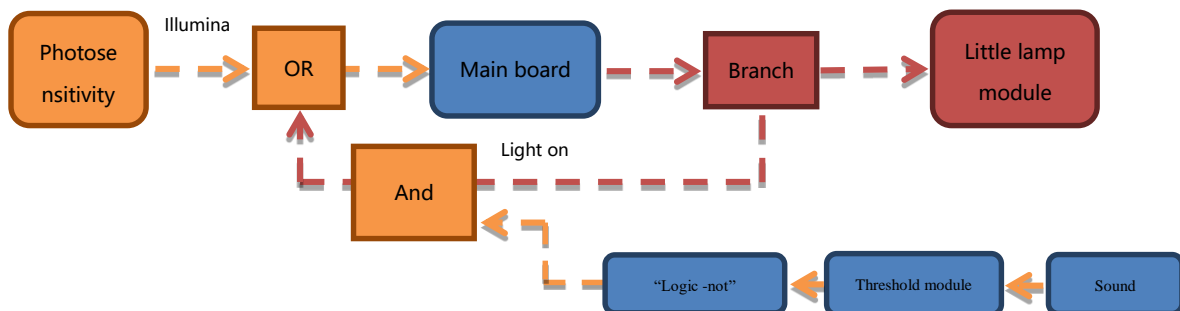 Illumina
Photose
nsitivity
OR
Main board
Branch
Little lamp
module
Light on
And
“Logic -not”
Threshold module
Sound